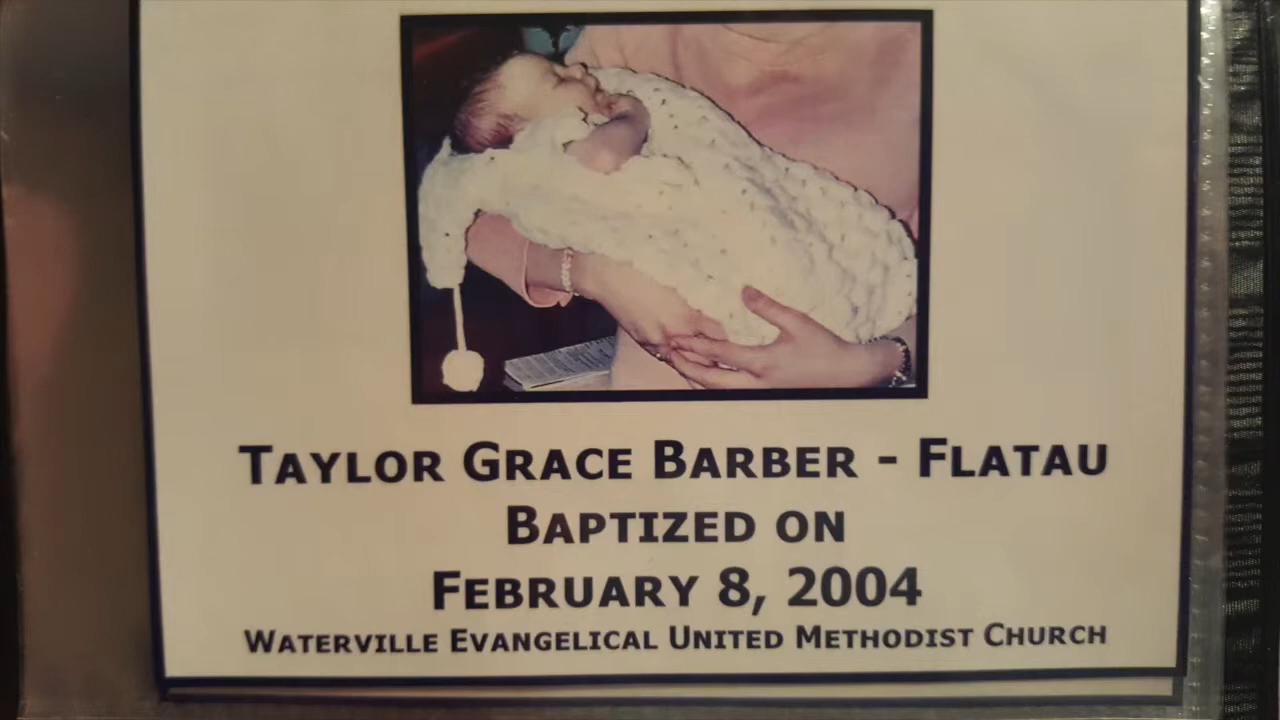 TAYLOR GRACE BARBER - FLATAU
BAPTIZED ON
FEBRUARY 8, 2004
WATERVILLE EVANGELICAL UNITED METHODIST CHURCH